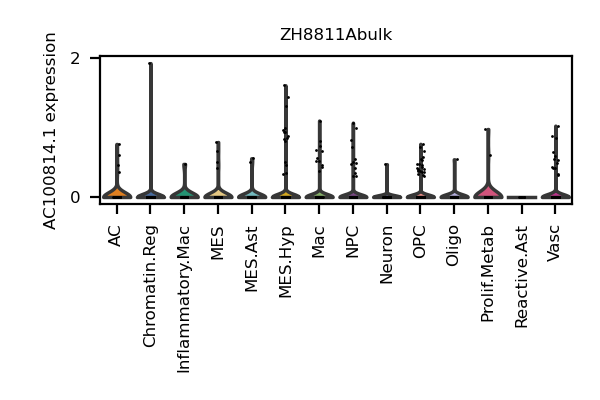 ZH8811Abulk
AC100814.1 expression
2
0
AC
Chromatin.Reg
Inflammatory.Mac
MES
MES.Ast
MES.Hyp
Mac
NPC
Neuron
OPC
Oligo
Prolif.Metab
Reactive.Ast
Vasc